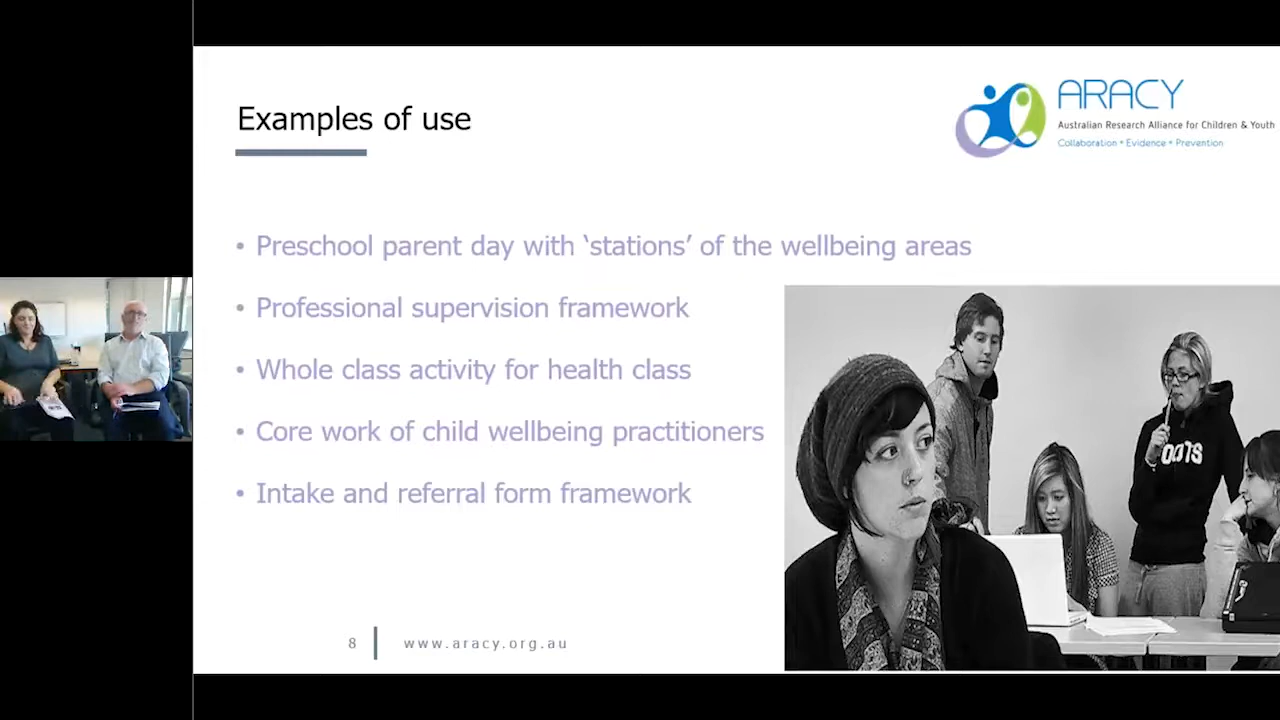 Examples of use
ARACY
Australian Research Alliance for Children & Youth
Collaboration • Evidence • Prevention
• Preschool parent day with ‘stations’ of the wellbeing areas
• Professional supervision framework
• Whole class activity for health class
• Core work of child wellbeing practitioners
• Intake and referral form framework
8
www.aracy.org.au